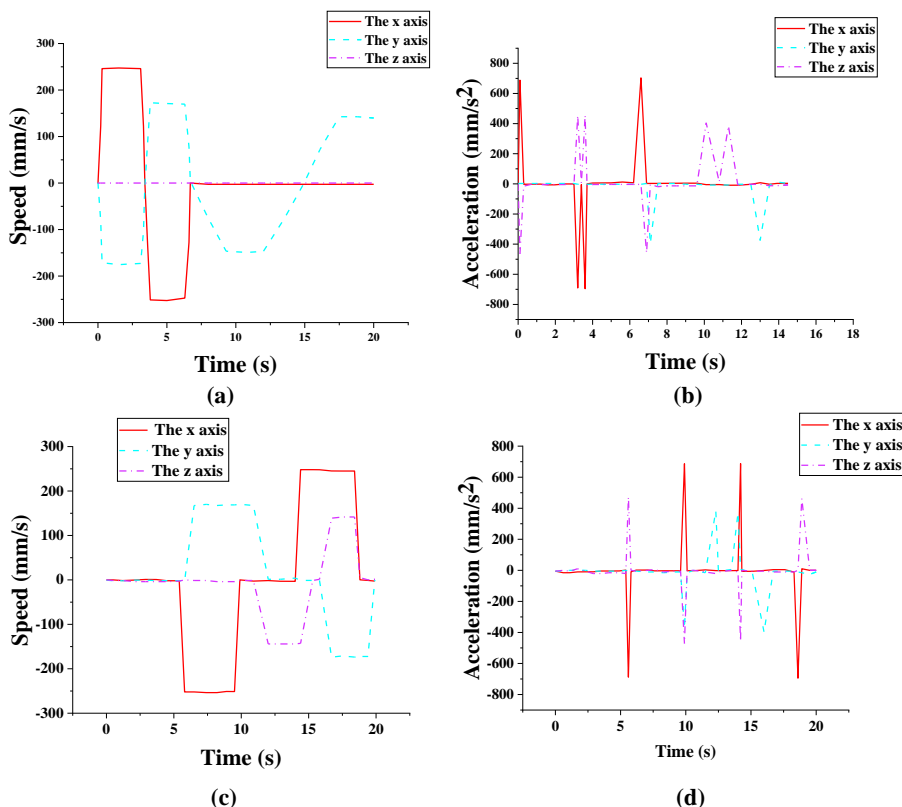 The x axis
The y axis
The z axis
300
200
100
0
-100
-200
-300
Speed (mm/s)
0
5
10
15
20
Time (s)
(a)
The x axis
The y axis
The z axis
800
600
400
200
0
-200
-400
-600
-800
Acceleration (mm/s²)
0
2
4
6
8
10
12
14
16
18
Time (s)
(b)
The x axis
The y axis
The z axis
300
200
100
0
-100
-200
-300
Speed (mm/s)
0
5
10
15
20
Time (s)
(c)
The x axis
The y axis
The z axis
800
600
400
200
0
-200
-400
-600
-800
Acceleration (mm/s²)
0
5
10
15
20
Time (s)
(d)